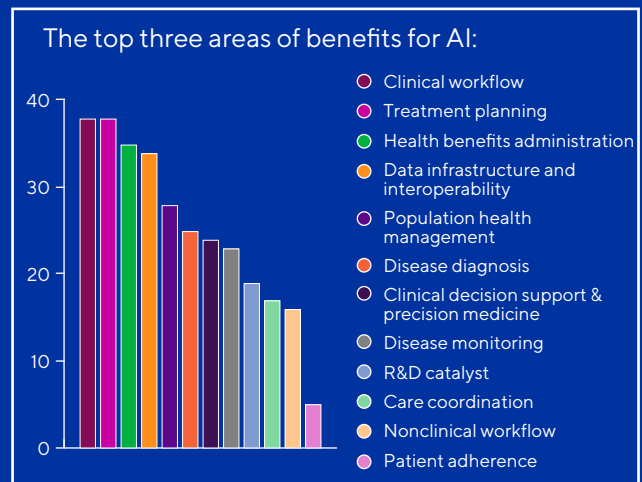 The top three areas of benefits for AI:
40
30
20
10
0
Clinical workflow
Treatment planning
Health benefits administration
Data infrastructure and
interoperability
Population health
management
Disease diagnosis
Clinical decision support &
precision medicine
Disease monitoring
R&D catalyst
Care coordination
Nonclinical workflow
Patient adherence